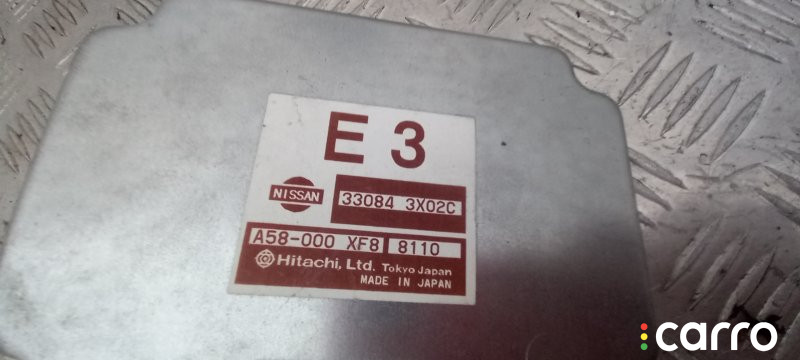 E 3
NISSAN 33084 3X02C
A58-000 XF8 8110
Hitachi, Ltd. Tokyo Japan
MADE IN JAPAN
carro